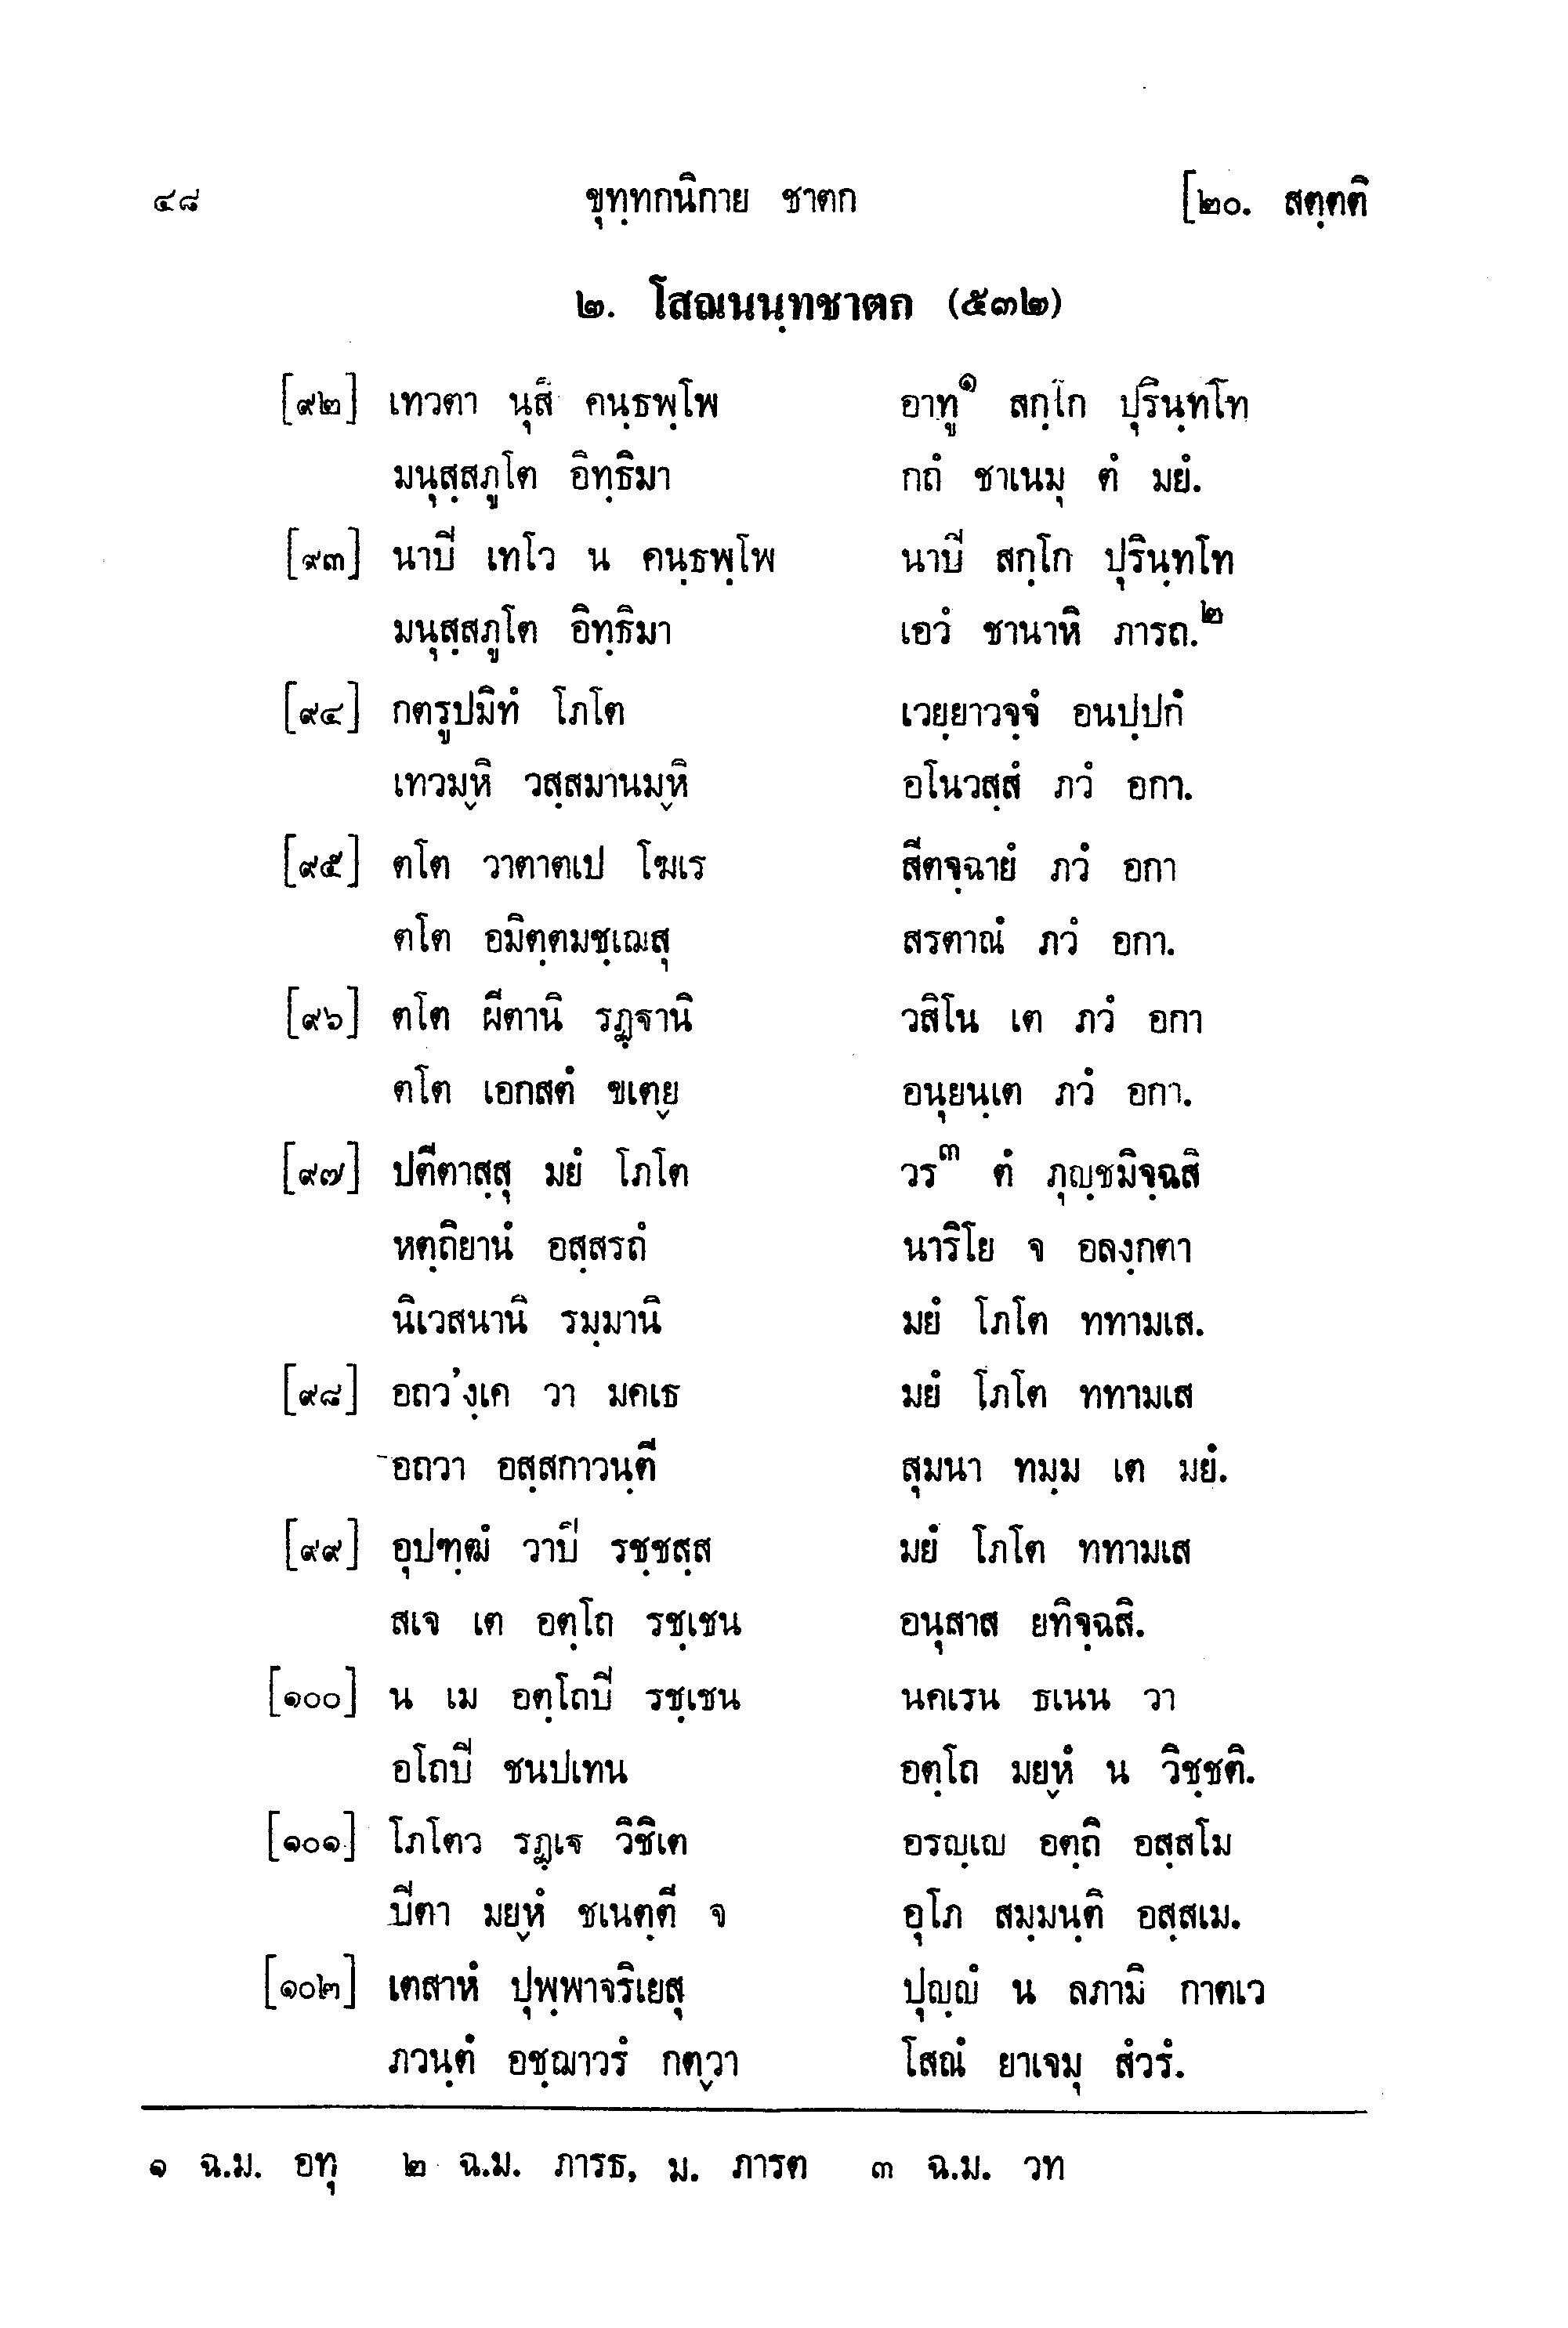 ๔๘ ขุทฺทกนิกาย ชาตก [๒๐. สตฺตติ
๒. โสณนนฺทชาตก (๕๓๒)
[๙๒] เทวตา นุสิ คนฺธพฺโพ อาทู๑ สกฺโก ปุรินฺทโท
มนุสฺสภูโต อิทฺธิมา กถํ ชาเนมุ ตํ มยํ.
[๙๓] นาปิ เทโว น คนฺธพฺโพ นาปิ สกฺโก ปุรินฺทโท
มนุสฺสภูโต อิทฺธิมา เอวํ ชานาหิ ภารถ.๒
[๙๔] กตรูปมิทํ โภโต เวยฺยาวจฺจํ อนปฺปกํ
เทวมฺหิ วสฺสมานมฺหิ อโนวสฺสํ ภวํ อกา.
[๙๕] ตโต วาตาตเป โฆเร สีตจฺฉายํ ภวํ อกา
ตโต อมิตฺตมชฺเฌสุ สรตาณํ ภวํ อกา.
[๙๖] ตโต ผีตานิ รฏฺฐานิ วสิโน เต ภวํ อกา
ตโต เอกสตํ ขเตฺย อนุยนฺเต ภวํ อกา.
[๙๗] ปตีตาสฺสุ มยํ โภโต วร๓ ตํ ภุญฺชมิจฺฉสิ
หตฺถิยานํ อสฺสรถํ นาริโย จ อลงฺกตา
นิเวสนานิ รมฺมานิ มยํ โภโต ททามเส.
[๙๘] อถวํงฺเค วา มคเธ มยํ โภโต ททามเส
อถวา อสฺสกาวนฺตี สุมนา ทมฺม เต มยํ.
[๙๙] อุปฑฺฒํ วาปิ รชฺชสฺส มยํ โภโต ททามเส
สเจ เต อตฺโถ รชฺเชน อนุสาส ยทิจฺฉสิ.
[๑๐๐] น เม อตฺโถปิ รชฺเชน นคเรน ธเนน วา
อโถปิ ชนปเทน อตฺโถ มยฺหํ น วิชฺชติ.
[๑๐๑] โภโตว รฏฺเฐ วิชิเต อรญฺเญ อตฺถิ อสฺสโม
ปิตา มยฺหํ ชเนตฺตี จ อุโภ สมฺมนฺติ อสฺสเม.
[๑๐๒] เตสาหํ ปุพฺพาจริเยสุ ปุญฺญํ น ลภามิ กาตเว
ภวนฺตํ อชฺฌาวรํ กตฺวา โสณํ ยาเจมุ สํวรํ.
๑ ฉ.ม. อทุ ๒ ฉ.ม. ภารธ, ม. ภารต ๓ ฉ.ม. วท